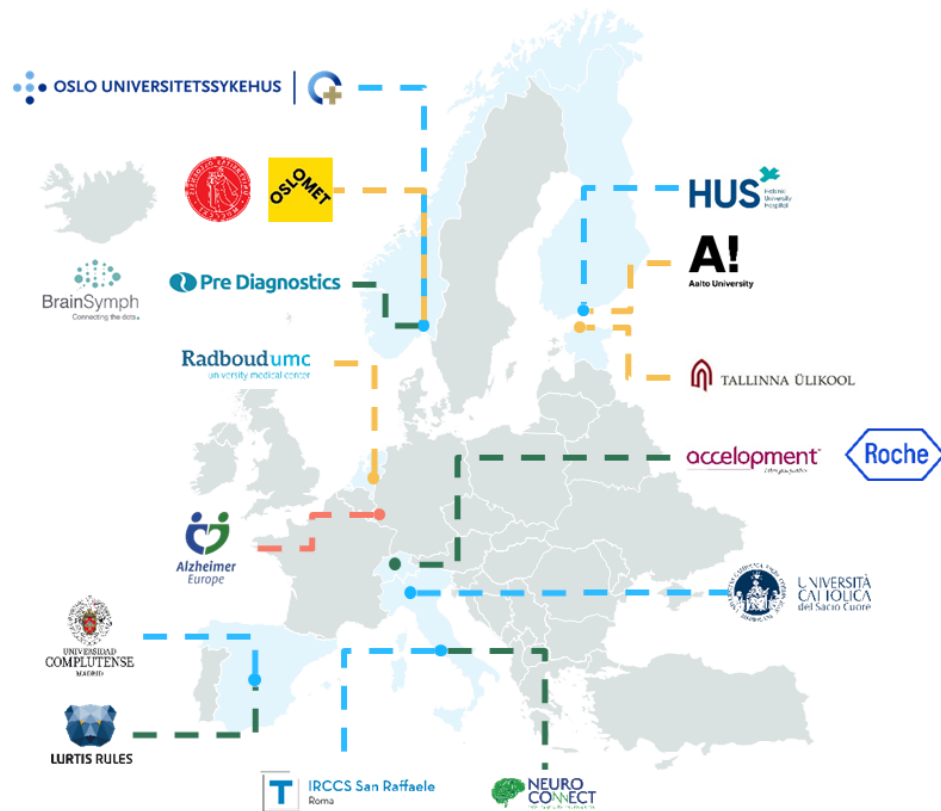 OSLO UNIVERSITETSSYKEHUS
OSLOMET
HUS
Helsinki
University
Hospital
A!
Aalto University
BrainSymph
Connecting the dots.
Pre Diagnostics
Radboudumc
university medical center
TALLINNA ÜLIKOOL
accelopment
Roche
Alzheimer
Europe
UNIVERSITÀ
CATTOLICA
del Sacro Cuore
UNIVERSIDAD
COMPLUTENSE
MADRID
LURTIS RULES
T
IRCCS San Raffaele
Roma
NEURO
CONNECT